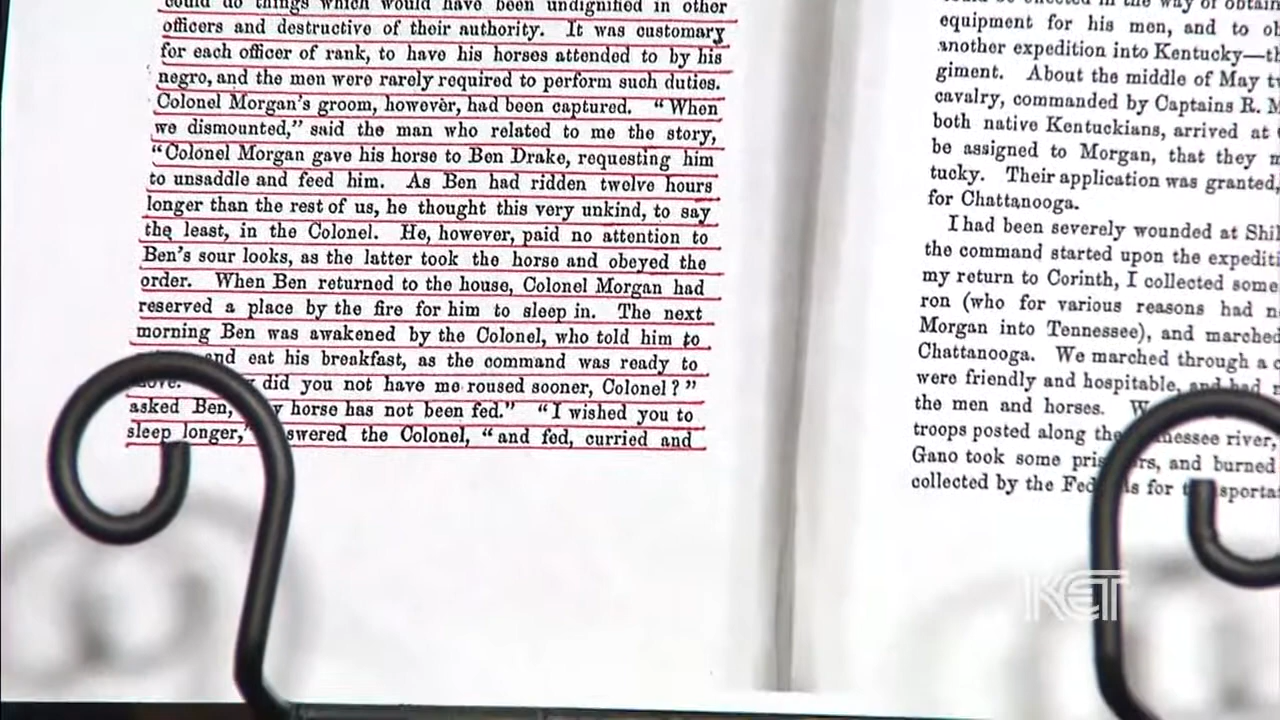 could do things which would have been undignified in other
officers and destructive of their authority. It was customary
for each officer of rank, to have his horses attended to by his
negro, and the men were rarely required to perform such duties.
Colonel Morgan's groom, however, had been captured. "When
we dismounted," said the man who related to me the story,
"Colonel Morgan gave his horse to Ben Drake, requesting him
to unsaddle and feed him. As Ben had ridden twelve hours
longer than the rest of us, he thought this very unkind, to say
the least, in the Colonel. He, however, paid no attention to
Ben's sour looks, as the latter took the horse and obeyed the
order. When Ben returned to the house, Colonel Morgan had
reserved a place by the fire for him to sleep in. The next
morning Ben was awakened by the Colonel, who told him to
and eat his breakfast, as the command was ready to
did you not have me roused sooner, Colonel?"
asked Ben, horse has not been fed." "I wished you to
sleep longer," swered the Colonel, "and fed, curried and
in the way of
equipment for his men, and to
another expedition into Kentucky—
giment. About the middle of May
cavalry, commanded by Captains R.
both native Kentuckians, arrived at
be assigned to Morgan, that they
tucky. Their application was granted,
for Chattanooga.
I had been severely wounded at
the command started upon the
my return to Corinth, I collected some
ron (who for various reasons had
Morgan into Tennessee), and marched
Chattanooga. We marched through a
were friendly and hospitable, and had
the men and horses.
troops posted along the river,
Gano took some and burned
collected by the for
KET